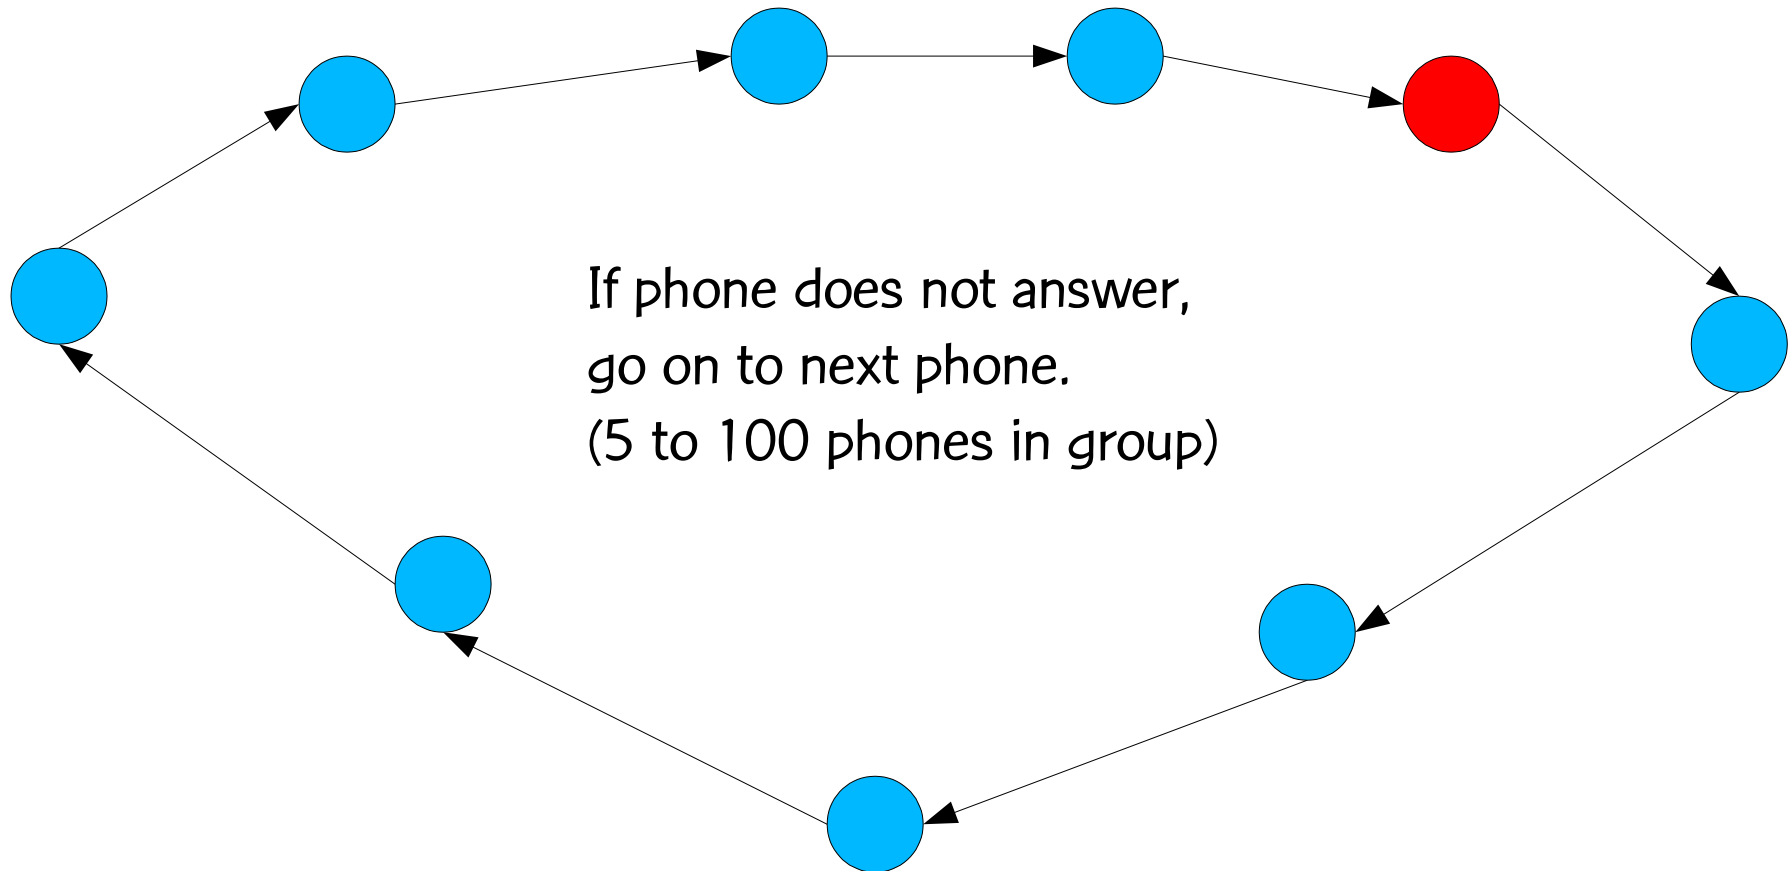 If phone does not answer,
go on to next phone.
(5 to 100 phones in group)